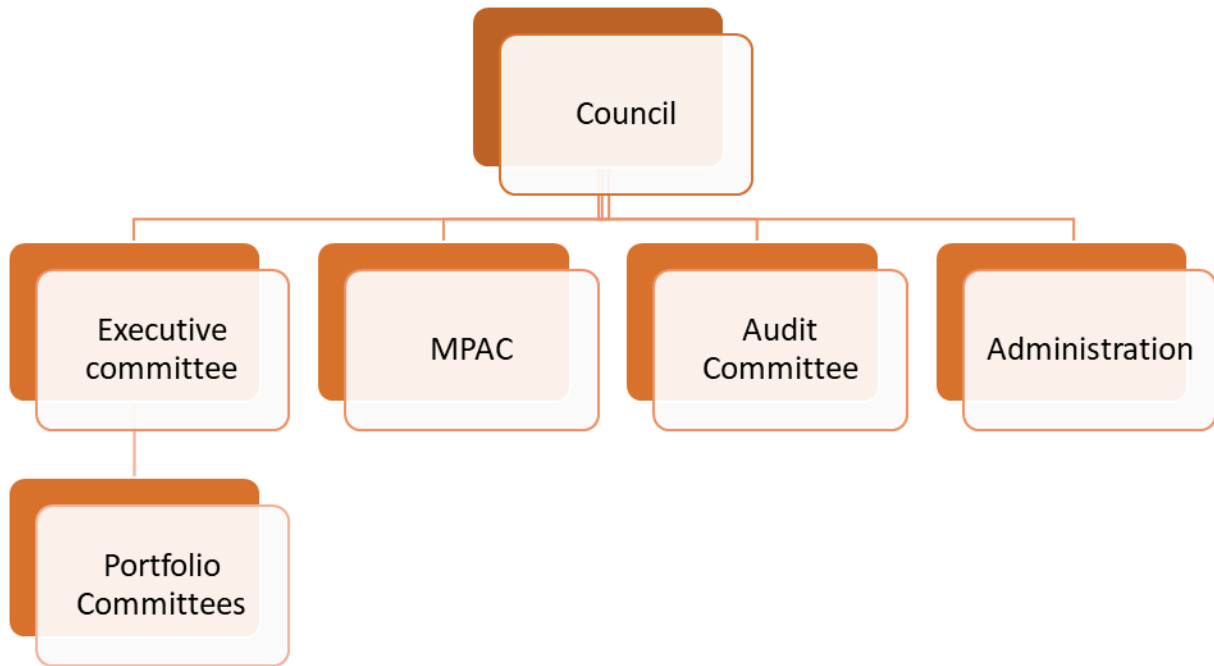 Council
Executive
committee
MPAC
Audit
Committee
Administration
Portfolio
Committees